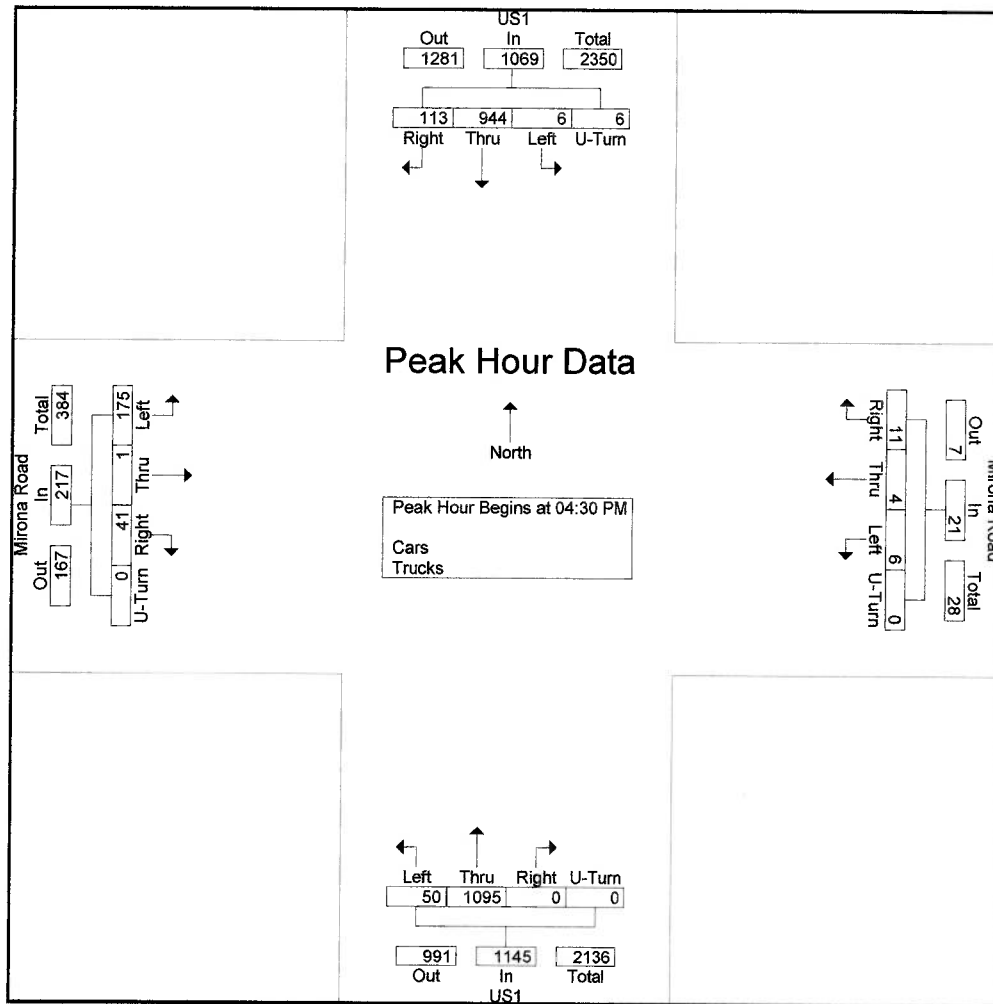 US1
Out In Total
1281 1069 2350
113 944 6 6
Right Thru Left U-Turn
Peak Hour Data
North
Peak Hour Begins at 04:30 PM
Cars
Trucks
Mirona Road
Out In Total
167 217 384
0 41 1 175
U-Turn Right Thru Left
Mirona Road
Out In Total
7 21 28
11 4 6 0
Right Thru Left U-Turn
Left Thru Right U-Turn
50 1095 0 0
991 1145 2136
Out In Total
US1